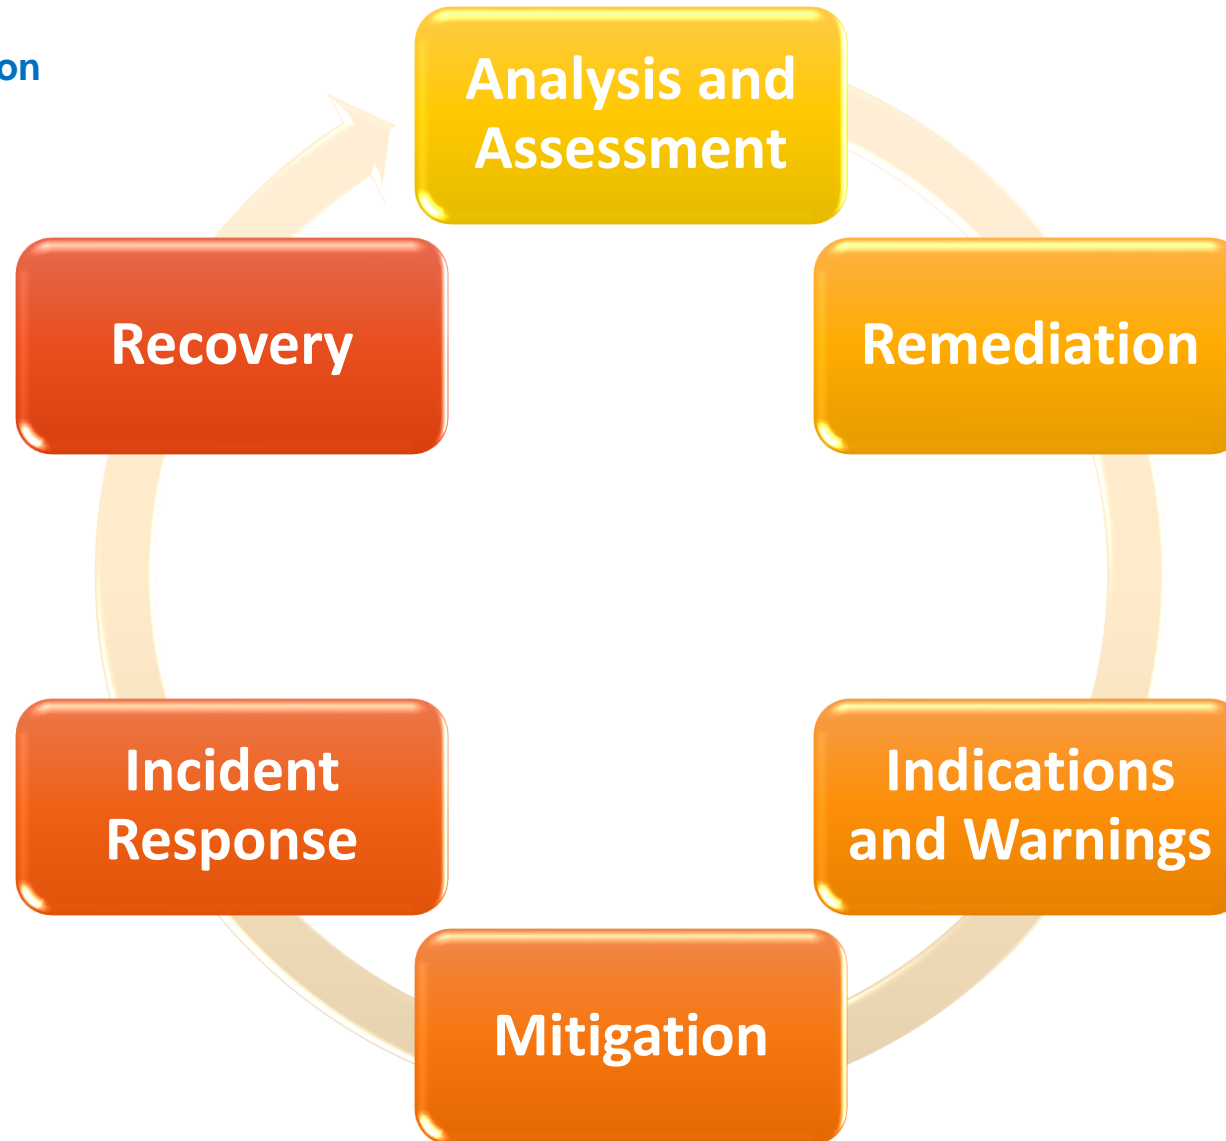 on
Analysis and
Assessment
Remediation
Indications
and Warnings
Mitigation
Incident
Response
Recovery